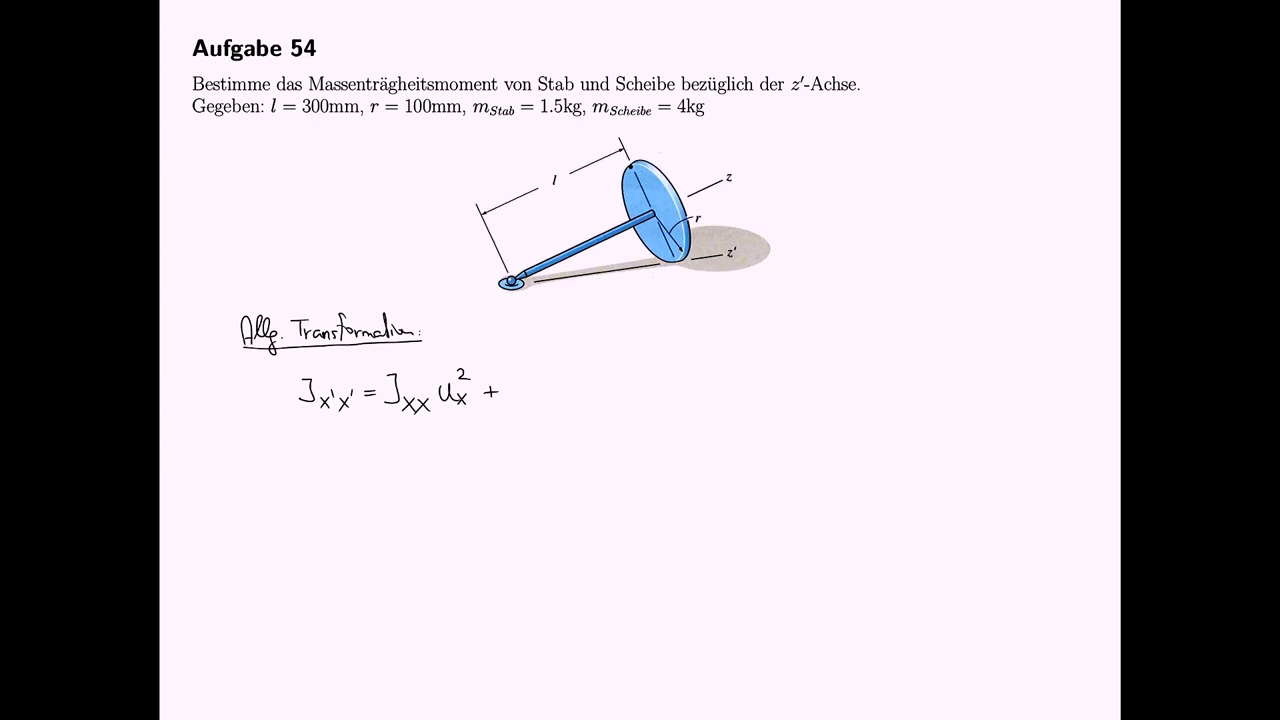 Aufgabe 54
Bestimme das Massenträgheitsmoment von Stab und Scheibe bezüglich der z′-Achse.
Gegeben: l = 300mm, r = 100mm, m_Stab = 1.5kg, m_Scheibe = 4kg
l
z
r
z′
Allg. Transformation:
J_x'x' = J_xx u_x^2 +